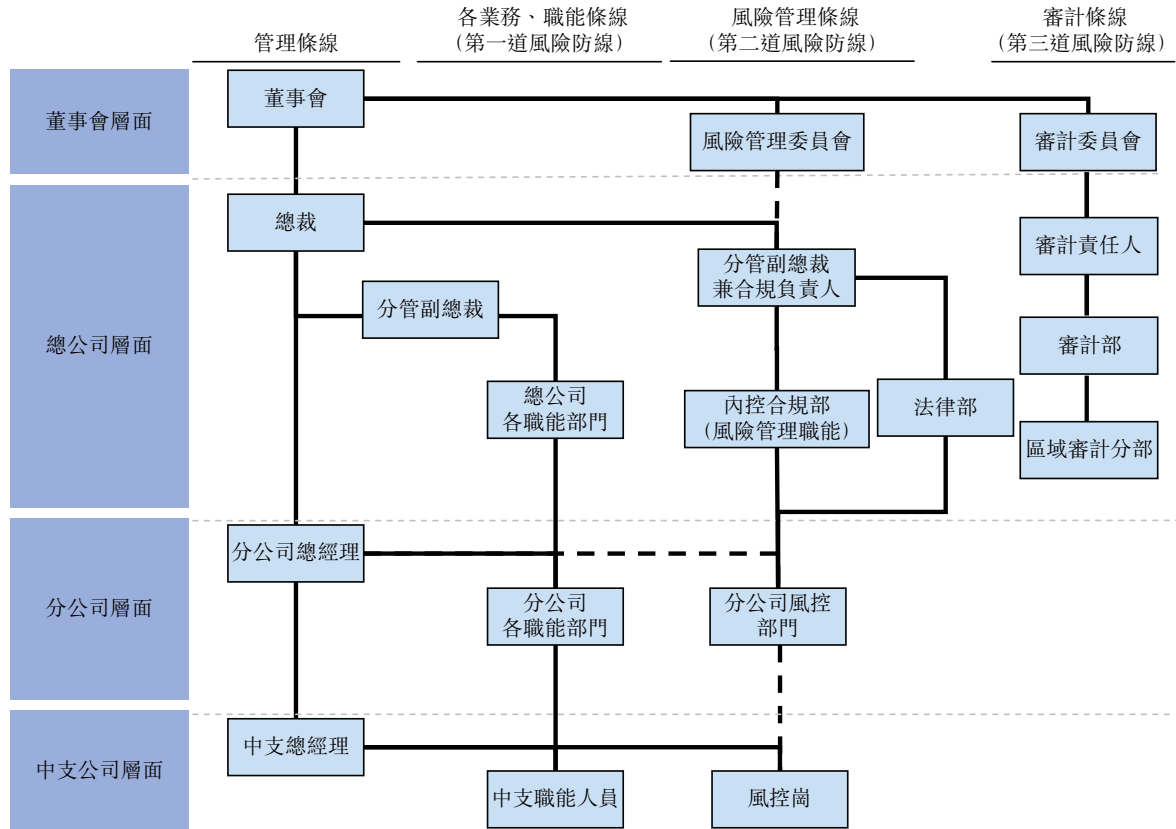 管理條線
各業務、職能條線
(第一道風險防線)
風險管理條線
(第二道風險防線)
審計條線
(第三道風險防線)
董事會層面
董事會
風險管理委員會
審計委員會
總公司層面
總裁
分管副總裁
分管副總裁
兼合規負責人
審計責任人
總公司
各職能部門
內控合規部
(風險管理職能)
法律部
審計部
區域審計分部
分公司層面
分公司總經理
分公司
各職能部門
分公司風控
部門
中支公司層面
中支總經理
中支職能人員
風控崗